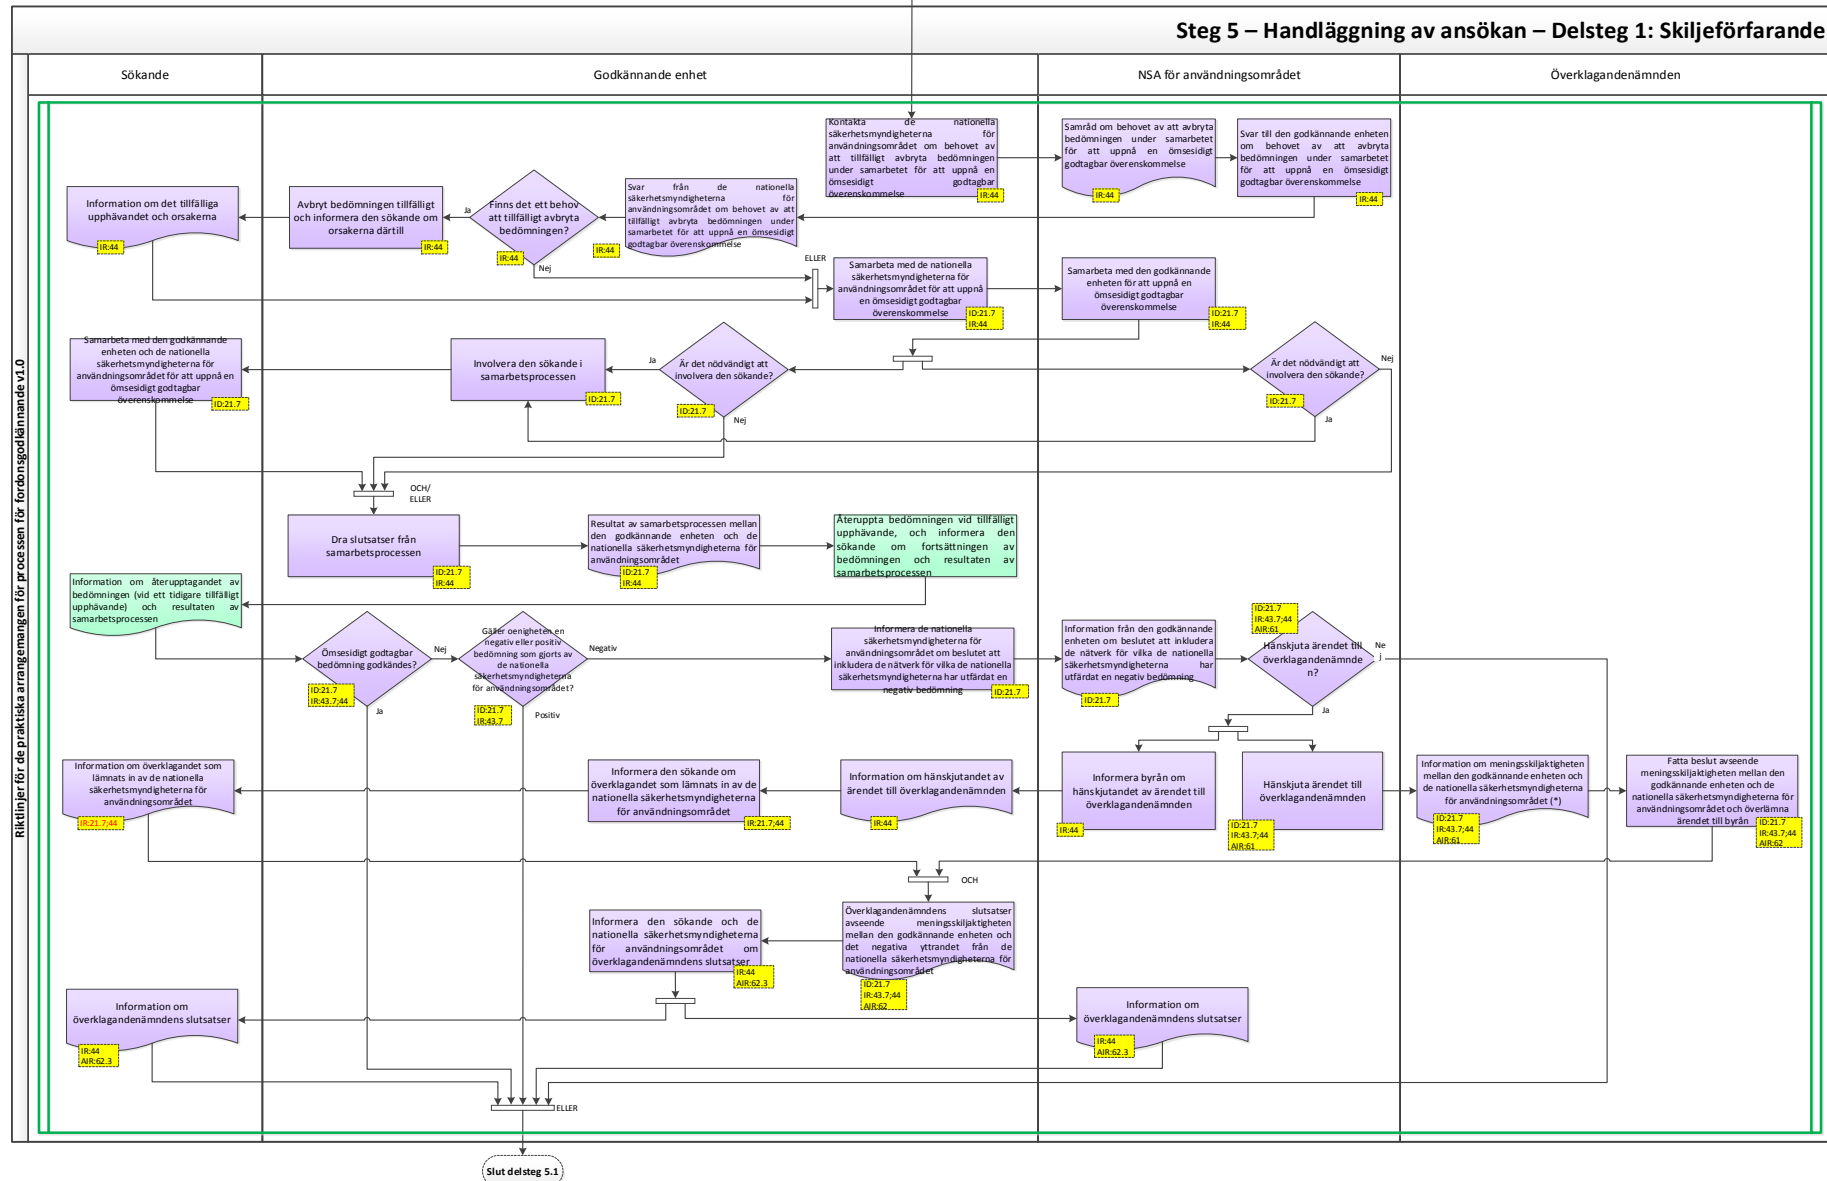 Steg 5 – Handläggning av ansökan – Delsteg 1: Skiljeförfarande
Riktlinjer för de praktiska arrangemangen för processen för fordonsgodkännande v1.0
Sökande
Godkännande enhet
NSA för användningsområdet
Överklagandenämnden
Kontakta de nationella
säkerhetsmyndigheterna för
användningsområdet om behovet av
att tillfälligt avbryta bedömningen
under samarbetet för att uppnå en
ömsesidigt godtagbar
överenskommelse
IR:44
Samråd om behovet av att avbryta
bedömningen under samarbetet
för att uppnå en ömsesidigt
godtagbar överenskommelse
IR:44
Svar till den godkännande enheten
om behovet av att avbryta
bedömningen under samarbetet
för att uppnå en ömsesidigt
godtagbar överenskommelse
IR:44
Information om det tillfälliga
upphävandet och orsakerna
IR:44
Avbryt bedömningen tillfälligt
och informera den sökande om
orsakerna därtill
IR:44
Ja
Finns det ett behov
att tillfälligt avbryta
bedömningen?
IR:44
Nej
Svar från de nationella
säkerhetsmyndigheterna för
användningsområdet om behovet av att
tillfälligt avbryta bedömningen under
samarbetet för att uppnå en ömsesidigt
godtagbar överenskommelse
IR:44
ELLER
Samarbeta med de nationella
säkerhetsmyndigheterna för
användningsområdet för att uppnå
en ömsesidigt godtagbar
överenskommelse
ID:21.7
IR:44
Samarbeta med den godkännande
enheten för att uppnå en
ömsesidigt godtagbar
överenskommelse
ID:21.7
IR:44
Samarbeta med den godkännande
enheten och de nationella
säkerhetsmyndigheterna för
användningsområdet för att uppnå en
ömsesidigt godtagbar
överenskommelse
ID:21.7
Involvera den sökande i
samarbetsprocessen
ID:21.7
Ja
Är det nödvändigt att
involvera den sökande?
ID:21.7
Nej
Är det nödvändigt att
involvera den sökande?
ID:21.7
Nej
Ja
OCH/
ELLER
Dra slutsatser från
samarbetsprocessen
ID:21.7
IR:44
Resultat av samarbetsprocessen mellan
den godkännande enheten och de
nationella säkerhetsmyndigheterna för
användningsområdet
ID:21.7
IR:44
Återuppta bedömningen vid tillfälligt
upphävande, och informera den
sökande om fortsättningen av
bedömningen och resultaten av
samarbetsprocessen
Information om återupptagandet av
bedömningen (vid ett tidigare tillfälligt
upphävande) och resultaten av
samarbetsprocessen
Ömsesidigt godtagbar
bedömning godkändes?
ID:21.7
IR:43.7;44
Nej
Ja
Gäller oenigheten en
negativ eller positiv
bedömning som gjorts av
de nationella
säkerhetsmyndigheterna
för användningsområdet?
ID:21.7
IR:43.7
Negativ
Positiv
Informera de nationella
säkerhetsmyndigheterna för
användningsområdet om beslutet att
inkludera de nätverk för vilka de nationella
säkerhetsmyndigheterna har utfärdat en
negativ bedömning
ID:21.7
Information från den godkännande
enheten om beslutet att inkludera
de nätverk för vilka de nationella
säkerhetsmyndigheterna har
utfärdat en negativ bedömning
ID:21.7
ID:21.7
IR:43.7;44
AIR:61
Hänskjuta ärendet till
överklagandenämnde
n?
Ne
j
Ja
Information om överklagandet som
lämnats in av de nationella
säkerhetsmyndigheterna för
användningsområdet
IR:21.7;44
Informera den sökande om
överklagandet som lämnats in av de
nationella säkerhetsmyndigheterna
för användningsområdet
IR:21.7;44
Information om hänskjutandet av
ärendet till överklagandenämnden
IR:44
Informera byrån om
hänskjutandet av ärendet till
överklagandenämnden
IR:44
Hänskjuta ärendet till
överklagandenämnden
ID:21.7
IR:43.7;44
AIR:61
Information om meningsskiljaktigheten
mellan den godkännande enheten och
de nationella säkerhetsmyndigheterna
för användningsområdet (*)
ID:21.7
IR:43.7;44
AIR:61
Fatta beslut avseende
meningsskiljaktigheten mellan den
godkännande enheten och de
nationella säkerhetsmyndigheterna för
användningsområdet och överlämna
ärendet till byrån
ID:21.7
IR:43.7;44
AIR:62
OCH
Informera den sökande och de
nationella säkerhetsmyndigheterna
för användningsområdet om
överklagandenämndens slutsatser
IR:44
AIR:62.3
Överklagandenämndens slutsatser
avseende meningsskiljaktigheten
mellan den godkännande enheten och
det negativa yttrandet från de
nationella säkerhetsmyndigheterna för
användningsområdet
ID:21.7
IR:43.7;44
AIR:62
Information om
överklagandenämndens slutsatser
IR:44
AIR:62.3
Information om
överklagandenämndens slutsatser
IR:44
AIR:62.3
ELLER
Slut delsteg 5.1